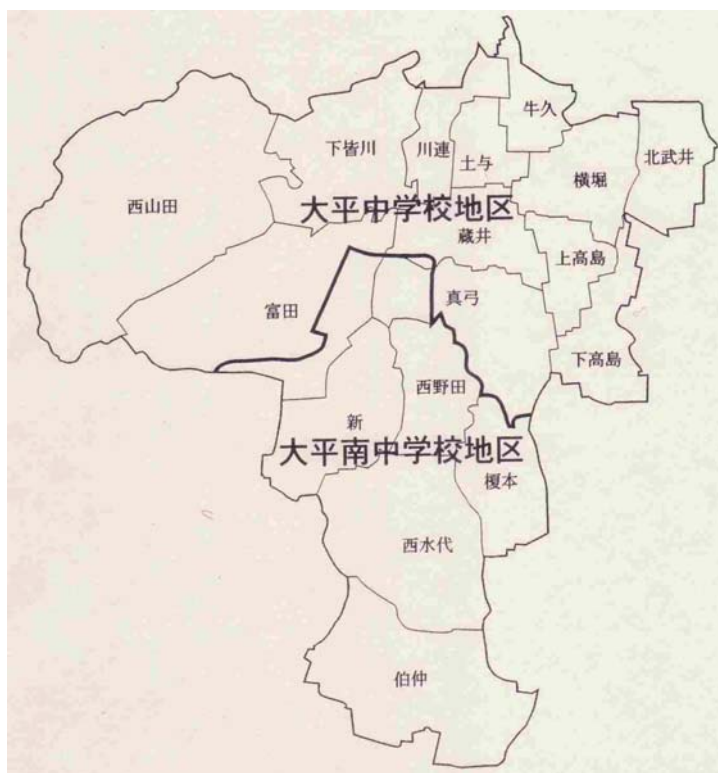 牛久
下皆川
川連
土与
北武井
横堀
西山田
大平中学校地区
蔵井
上高島
真弓
富田
下高島
西野田
新
大平南中学校地区
榎本
西水代
伯仲